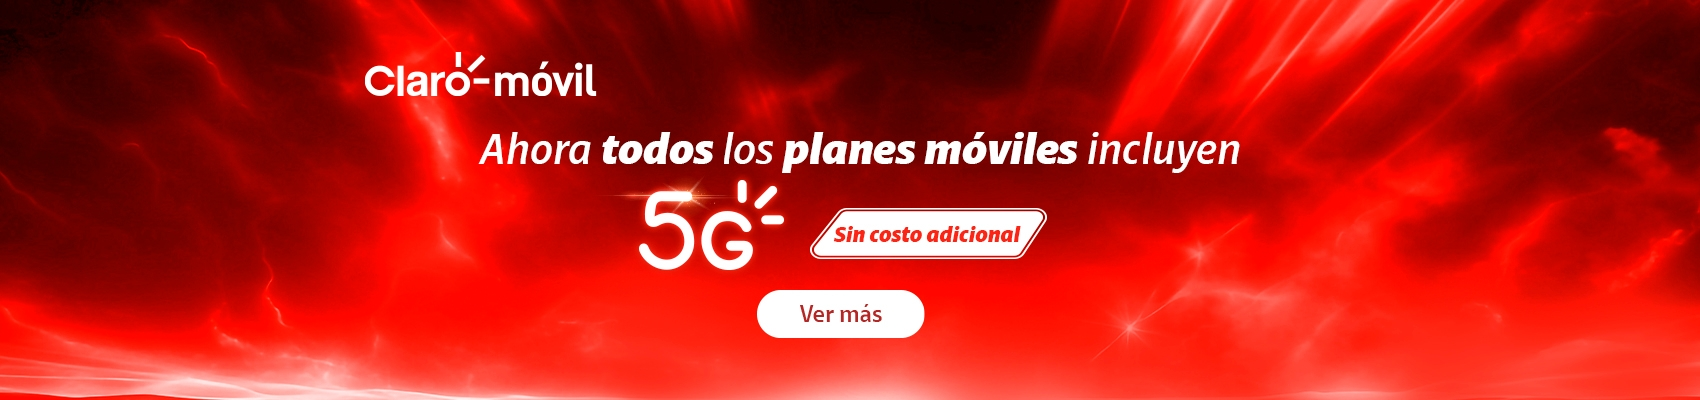 Claro móvil
Ahora todos los planes móviles incluyen
5G Sin costo adicional
Ver más